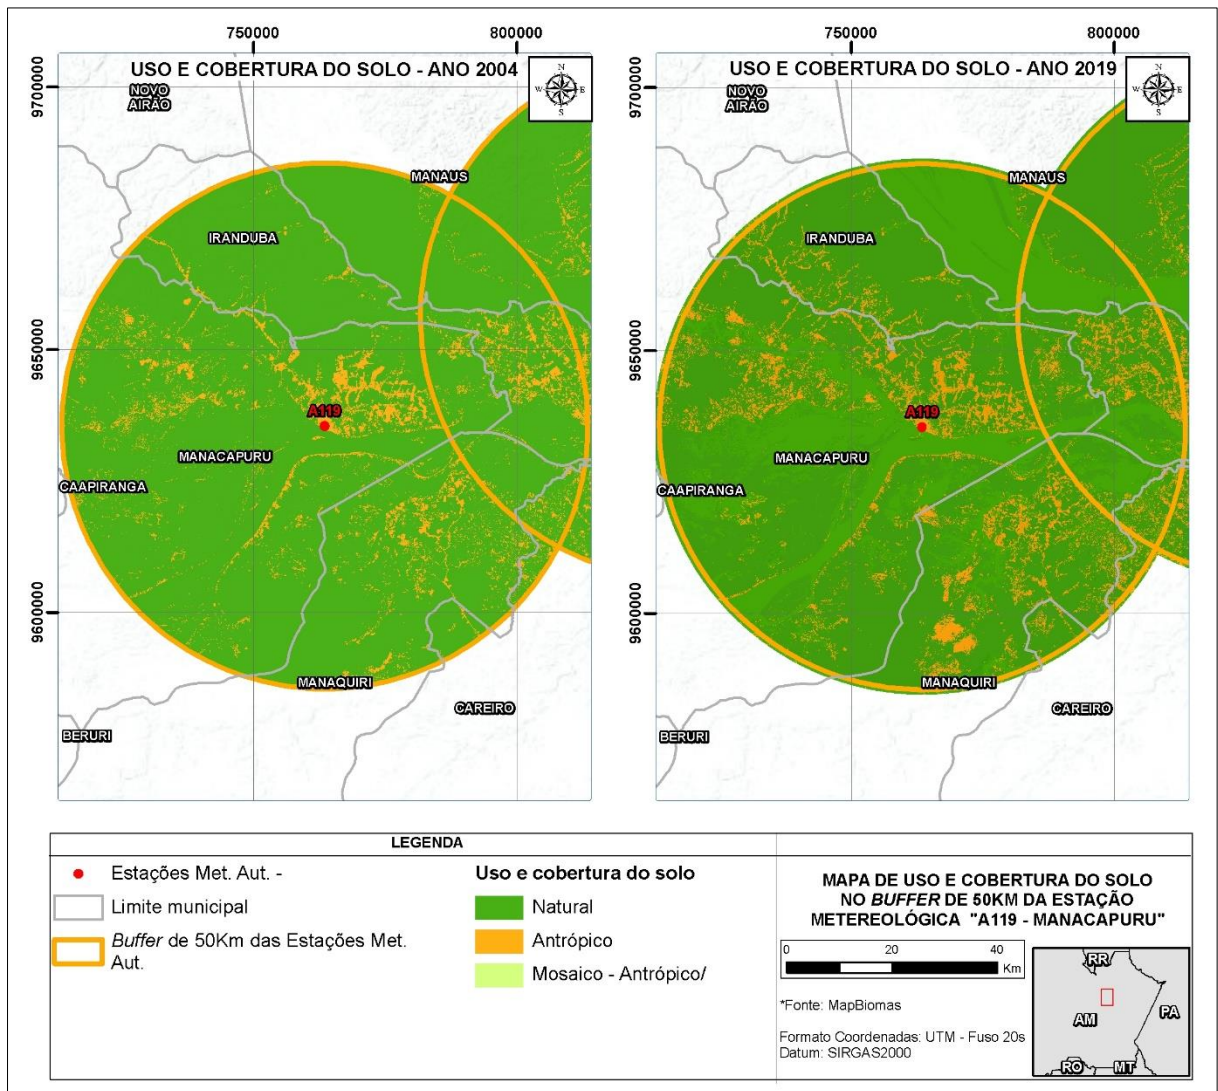 750000
800000
750000
800000
USO E COBERTURA DO SOLO - ANO 2004
N
W
E
S
9700000
9650000
9600000
NOVO
AIRÃO
MANAUS
IRANDUBA
A119
MANACAPURU
CAAPIRANGA
MANAQUIRI
CAREIRO
BERURI
USO E COBERTURA DO SOLO - ANO 2019
N
W
E
S
9700000
9650000
9600000
NOVO
AIRÃO
MANAUS
IRANDUBA
A119
MANACAPURU
CAAPIRANGA
MANAQUIRI
CAREIRO
BERURI
LEGENDA
Estações Met. Aut. -
Limite municipal
Buffer de 50Km das Estações Met.
Aut.
Uso e cobertura do solo
Natural
Antrópico
Mosaico - Antrópico/
MAPA DE USO E COBERTURA DO SOLO
NO BUFFER DE 50KM DA ESTAÇÃO
METEREOLÓGICA "A119 - MANACAPURU"
0 20 40
Km
*Fonte: MapBiomas
Formato Coordenadas: UTM - Fuso 20s
Datum: SIRGAS2000
RR
AM
PA
RO
MT